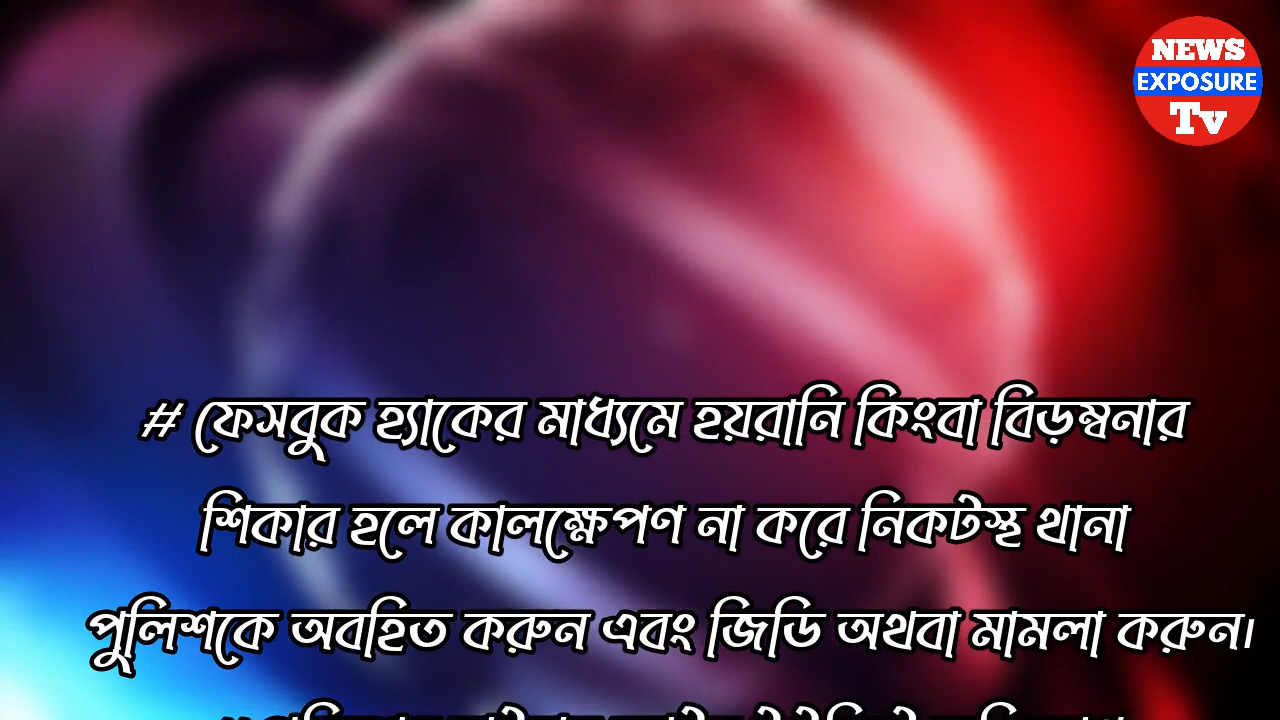 NEWS
EXPOSURE
Tv
# ফেসবুক হ্যাকের মাধ্যমে হয়রানি কিংবা বিড়ম্বনার
শিকার হলে কালক্ষেপণ না করে নিকটস্থ থানা
পুলিশকে অবহিত করুন এবং জিডি অথবা মামলা করুন।